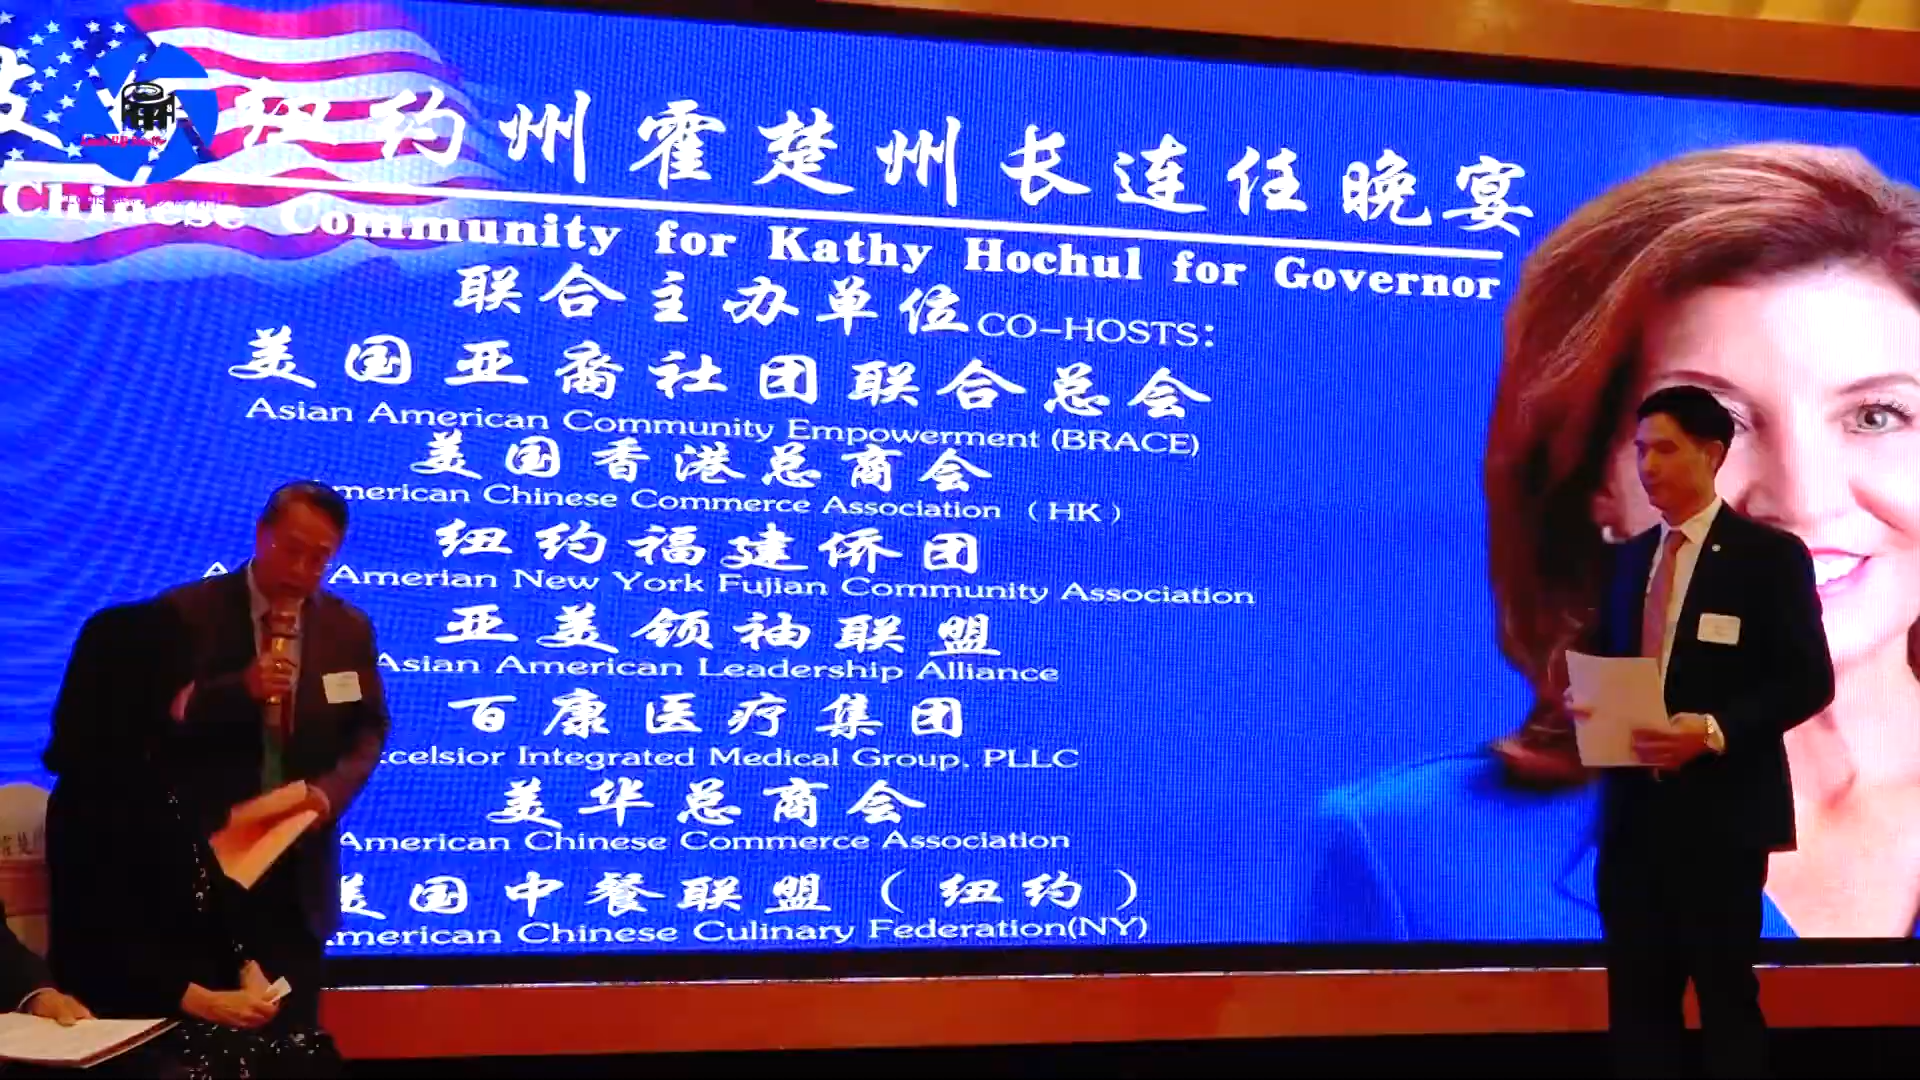 纽约州霍楚州长连任晚宴
Chinese Community for Kathy Hochul for Governor
联合主办单位CO-HOSTS:
美国亚裔社团联合总会
Asian American Community Empowerment (BRACE)
美国香港总商会
merican Chinese Commerce Association (HK)
纽约福建侨团
Amerian New York Fujian Community Association
亚美领袖联盟
Asian American Leadership Alliance
百康医疗集团
xcelsior Integrated Medical Group, PLLC
美华总商会
American Chinese Commerce Association
美国中餐联盟(纽约)
merican Chinese Culinary Federation(NY)